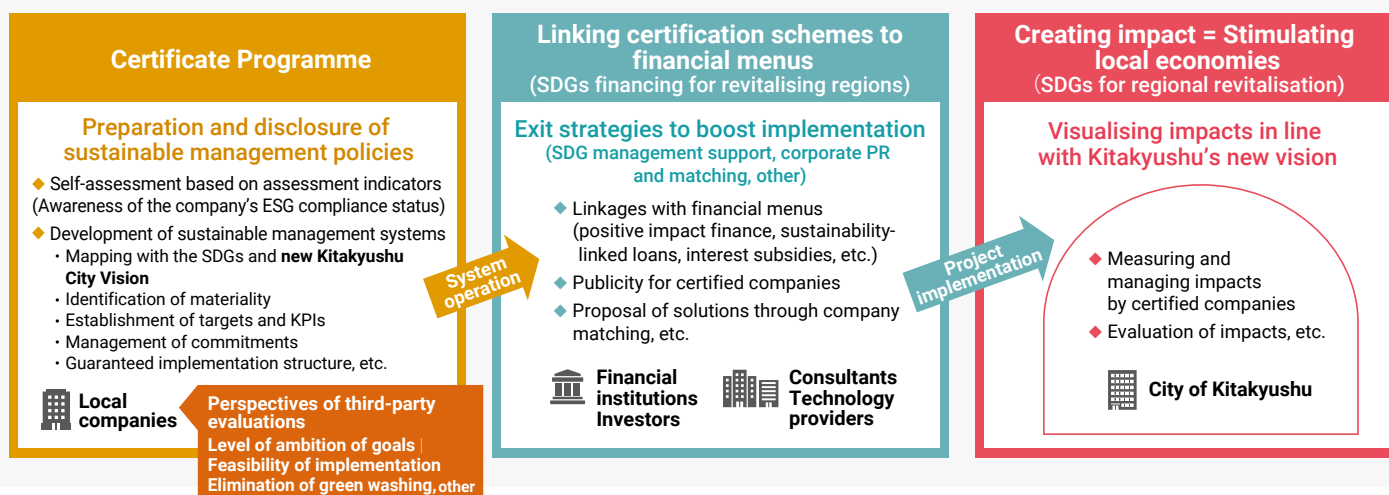 Certificate Programme
Preparation and disclosure of
sustainable management policies
◆ Self-assessment based on assessment indicators
(Awareness of the company's ESG compliance status)
◆ Development of sustainable management systems
・Mapping with the SDGs and new Kitakyushu
City Vision
・Identification of materiality
・Establishment of targets and KPIs
・Management of commitments
・Guaranteed implementation structure, etc.
Local
companies
Perspectives of third-party
evaluations
Level of ambition of goals
Feasibility of implementation
Elimination of green washing, other
System
operation
Linking certification schemes to
financial menus
(SDGs financing for revitalising regions)
Exit strategies to boost implementation
(SDG management support, corporate PR
and matching, other)
◆ Linkages with financial menus
(positive impact finance, sustainability-
linked loans, interest subsidies, etc.)
◆ Publicity for certified companies
◆ Proposal of solutions through company
matching, etc.
Financial
institutions
Investors
Consultants
Technology
providers
Project
implementation
Creating impact = Stimulating
local economies
(SDGs for regional revitalisation)
Visualising impacts in line
with Kitakyushu's new vision
◆ Measuring and
managing impacts
by certified companies
◆ Evaluation of impacts, etc.
City of Kitakyushu